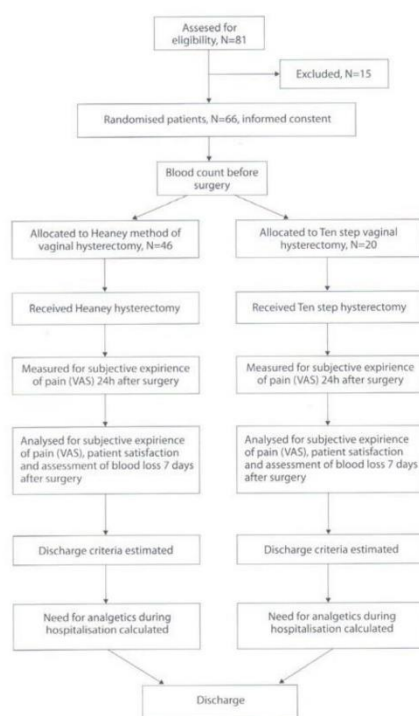 Assesed for
eligibility, N=81
Excluded, N=15
Randomised patients, N=66, informed constent
Blood count before
surgery
Allocated to Heaney method of
vaginal hysterectomy, N=46
Allocated to Ten step vaginal
hysterectomy, N=20
Received Heaney hysterectomy
Received Ten step hysterectomy
Measured for subjective expirience
of pain (VAS) 24h after surgery
Measured for subjective expirience
of pain (VAS) 24h after surgery
Analysed for subjective expirience
of pain (VAS), patient satisfaction
and assessment of blood loss 7 days
after surgery
Analysed for subjective expirience
of pain (VAS), patient satisfaction
and assessment of blood loss 7 days
after surgery
Discharge criteria estimated
Discharge criteria estimated
Need for analgetics during
hospitalisation calculated
Need for analgetics during
hospitalisation calculated
Discharge